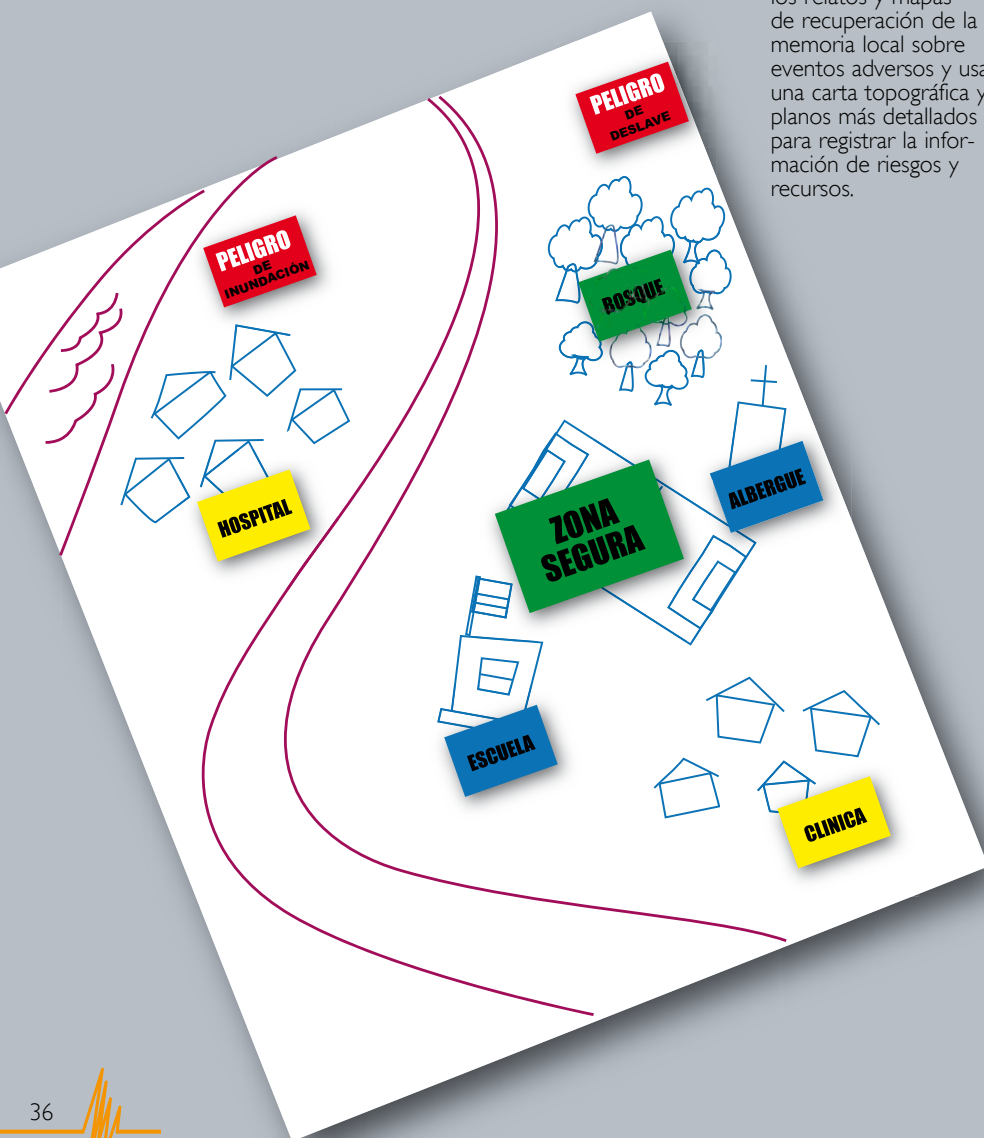 los relatos y mapas
de recuperación de la
memoria local sobre
eventos adversos y usa
una carta topográfica y
planos más detallados
para registrar la infor-
mación de riesgos y
recursos.
PELIGRO
DE
DESLAVE
PELIGRO
DE
INUNDACIÓN
BOSQUE
ALBERGUE
HOSPITAL
ZONA
SEGURA
ESCUELA
CLINICA
36